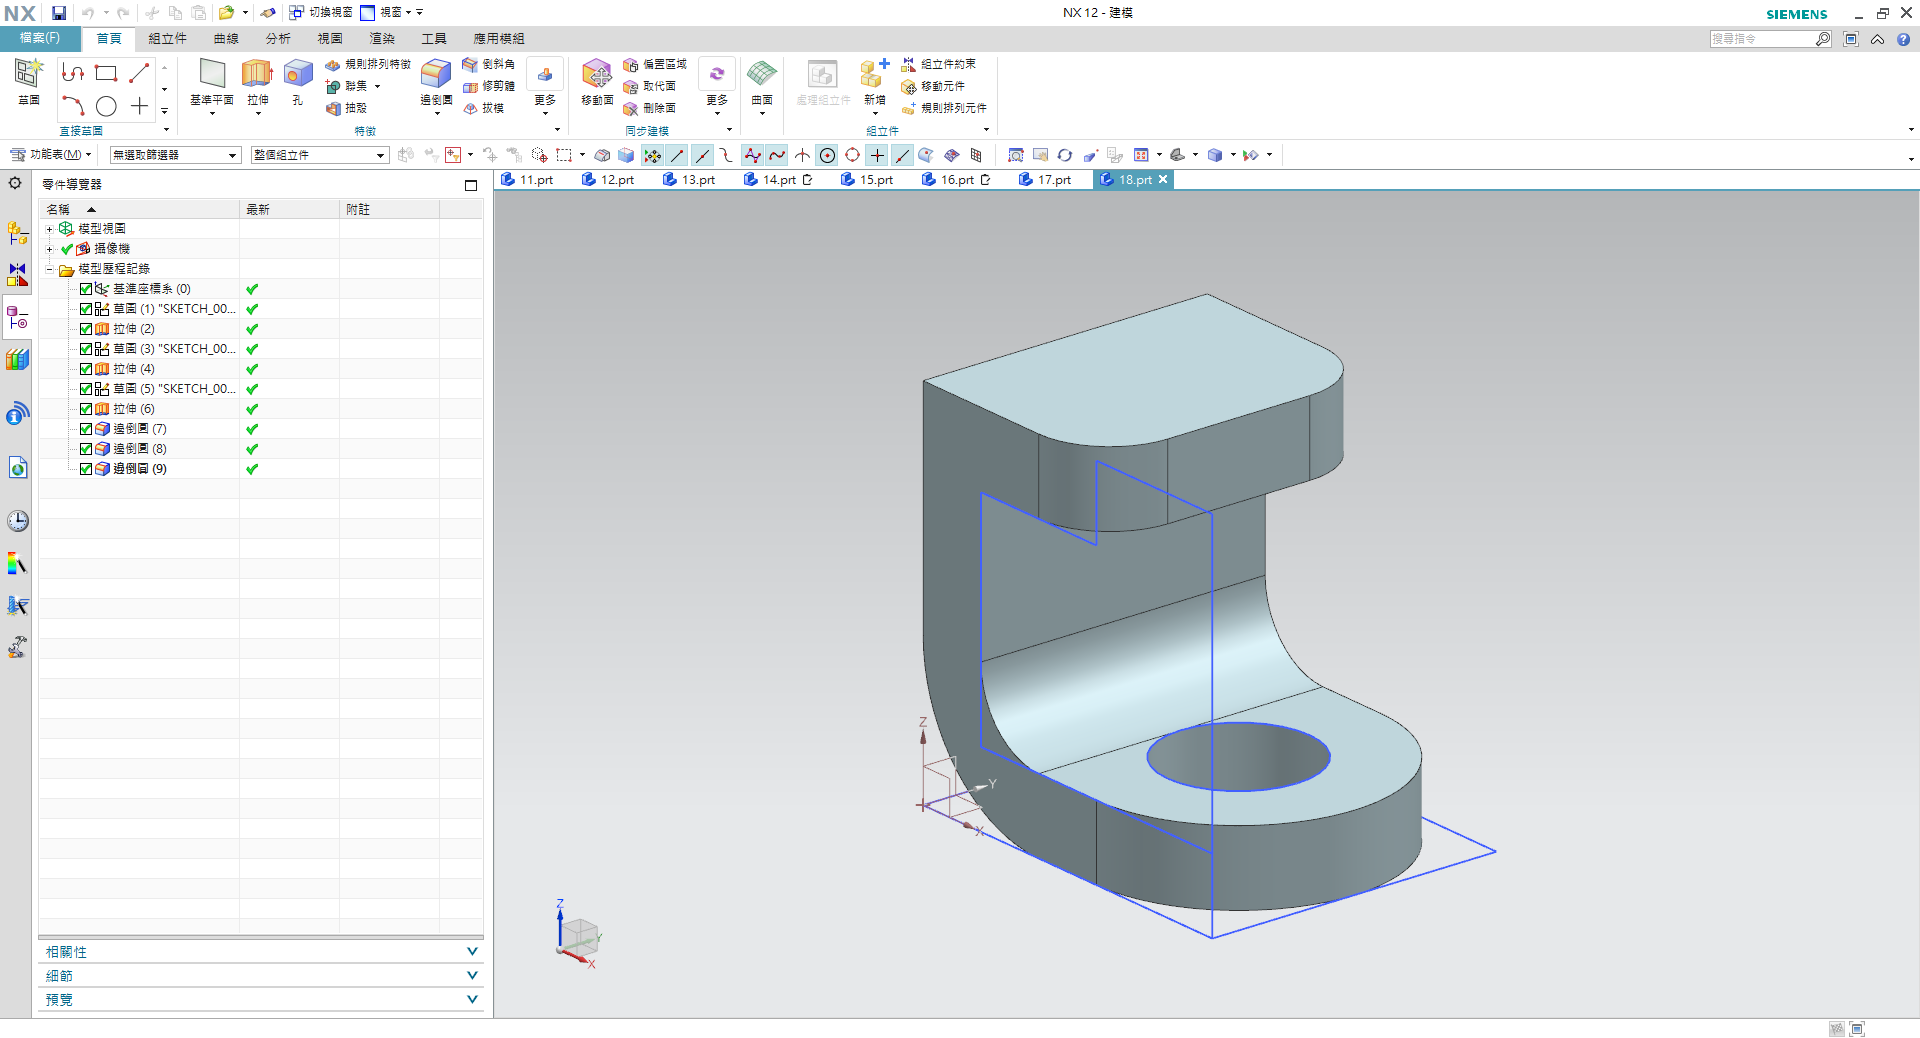 NX 切換視窗 視窗 NX 12 - 建模 SIEMENS
檔案(F) 首頁 組立件 曲線 分析 視圖 渲染 工具 應用模組 搜尋指令
草圖 基準平面 拉伸 孔 規則排列特徵 聯集 抽殼 邊倒圓 倒斜角 修剪體 拔模 更多 移動面 偏置區域 取代面 刪除面 更多 曲面 處理組立件 新增 組立件約束 移動元件 規則排列元件
直接草圖 特徵 同步建模 組立件
功能表(M) 無選取篩選器 整個組立件
零件導覽器 11.prt 12.prt 13.prt 14.prt 15.prt 16.prt 17.prt 18.prt
名稱 最新 附註
模型視圖
攝像機
模型歷程記錄
基準座標系 (0)
草圖 (1) "SKETCH_00...
拉伸 (2)
草圖 (3) "SKETCH_00...
拉伸 (4)
草圖 (5) "SKETCH_00...
拉伸 (6)
邊倒圓 (7)
邊倒圓 (8)
邊倒圓 (9)
Z
Y
X
Z
Y
X
相關性
細節
預覽